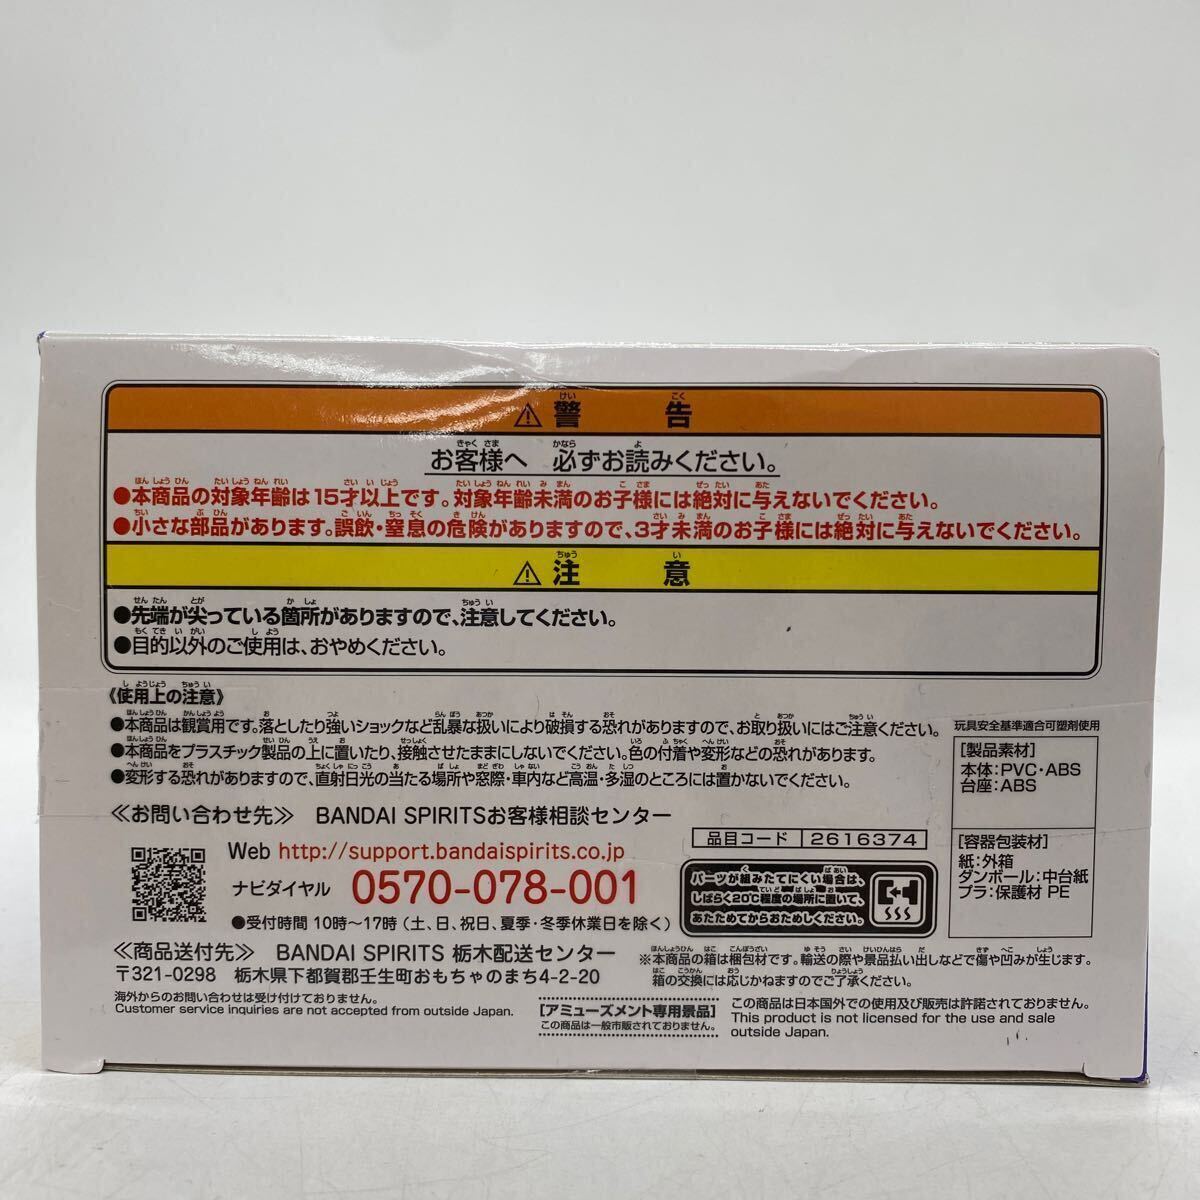 ⚠警告
お客様へ 必ずお読みください。
●本商品の対象年齢は15才以上です。対象年齢未満のお子様には絶対に与えないでください。
●小さな部品があります。誤飲・窒息の危険がありますので、3才未満のお子様には絶対に与えないでください。
⚠注意
●先端が尖っている箇所がありますので、注意してください。
●目的以外のご使用は、おやめください。
《使用上の注意》
●本商品は観賞用です。落としたり強いショックなど乱暴な扱いにより破損する恐れがありますので、お取り扱いにはご注意ください。
●本商品をプラスチック製品の上に置いたり、接触させたままにしないでください。色の付着や変形などの恐れがあります。
●変形する恐れがありますので、直射日光の当たる場所や窓際・車内など高温・多湿のところには置かないでください。
玩具安全基準適合可塑剤使用
[製品素材]
本体:PVC・ABS
台座:ABS
[容器包装材]
紙:外箱
ダンボール:中台紙
プラ:保護材 PE
≪お問い合わせ先≫ BANDAI SPIRITSお客様相談センター
Web http://support.bandaispirits.co.jp
ナビダイヤル 0570-078-001
●受付時間 10時〜17時(土、日、祝日、夏季・冬季休業日を除く)
品目コード 2616374
パーツが組みたてにくい場合は、
しばらく20℃程度の場所に置いて、
あたためてからおためしください。
≪商品送付先≫ BANDAI SPIRITS 栃木配送センター
〒321-0298 栃木県下都賀郡壬生町おもちゃのまち4-2-20
※本商品の箱は梱包材です。輸送の際や景品払い出しなどで傷や凹みが生じます。
箱の交換には応じかねますのでご了承ください。
海外からのお問い合わせは受け付けておりません。
Customer service inquiries are not accepted from outside Japan.
[アミューズメント専用景品]
この商品は一般市販されておりません。
この商品は日本国外での使用及び販売は許諾されておりません。
This product is not licensed for the use and sale
outside Japan.